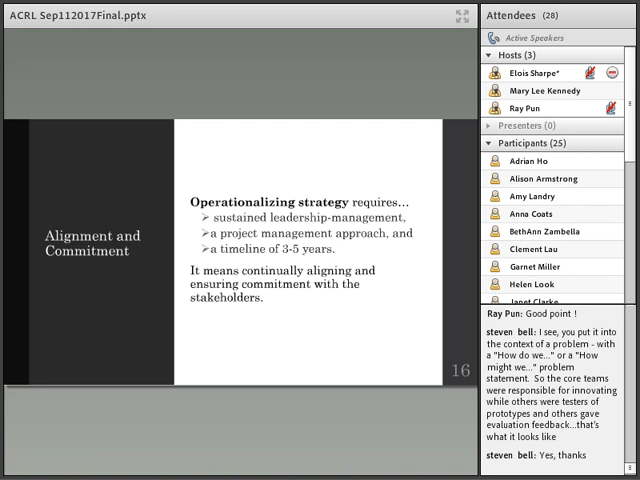 ACRL Sep112017Final.pptx
Alignment and
Commitment
Operationalizing strategy requires...
➢ sustained leadership-management,
➢ a project management approach, and
➢ a timeline of 3-5 years.
It means continually aligning and
ensuring commitment with the
stakeholders.
16
Attendees (28)
Active Speakers
Hosts (3)
Elois Sharpe*
Mary Lee Kennedy
Ray Pun
Presenters (0)
Participants (25)
Adrian Ho
Alison Armstrong
Amy Landry
Anna Coats
BethAnn Zambella
Clement Lau
Garnet Miller
Helen Look
Janet Clarke
Ray Pun: Good point !
steven bell: I see, you put it into
the context of a problem - with
a "How do we..." or a "How
might we..." problem
statement. So the core teams
were responsible for innovating
while others were testers of
prototypes and others gave
evaluation feedback...that's
what it looks like
steven bell: Yes, thanks